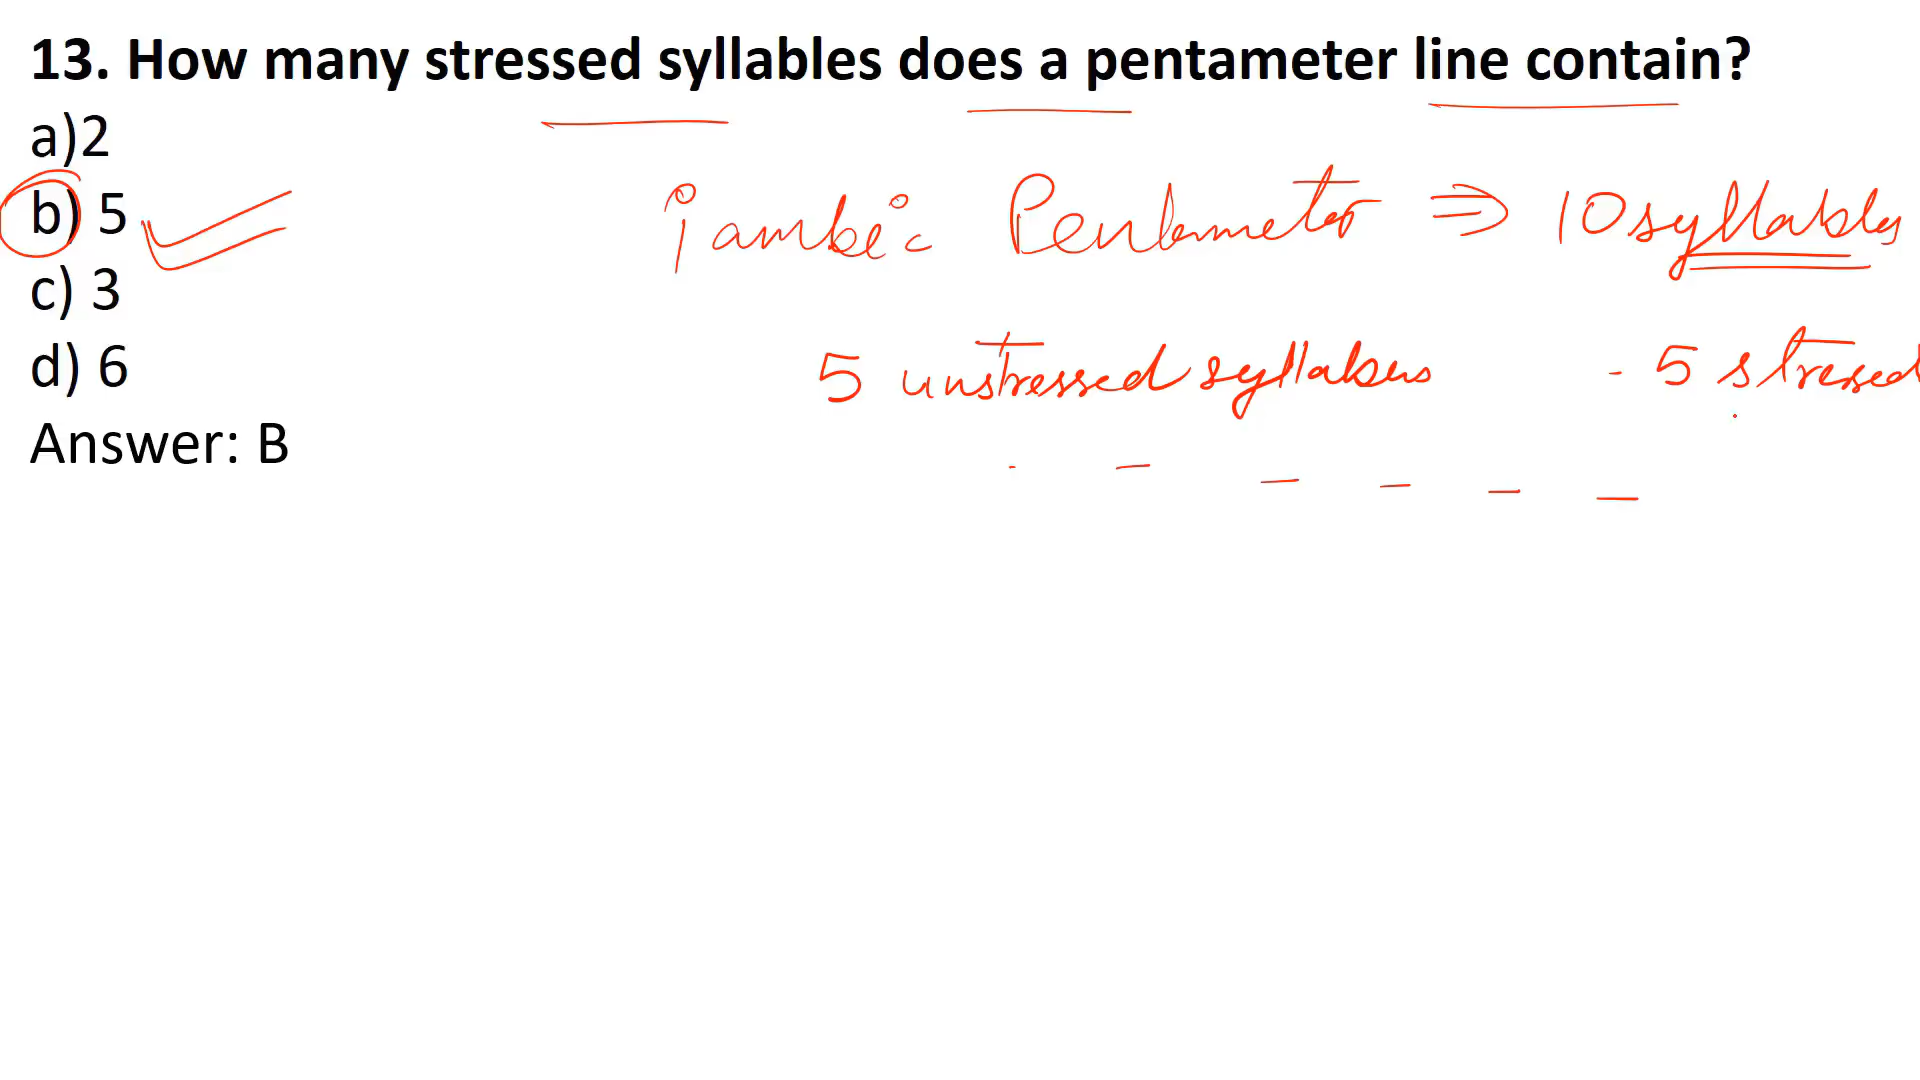 13. How many stressed syllables does a pentameter line contain?
a)2
b) 5
iambic Pentameter ⇒ 10 syllables
c) 3
5 unstressed syllables - 5 stressed
d) 6
Answer: B